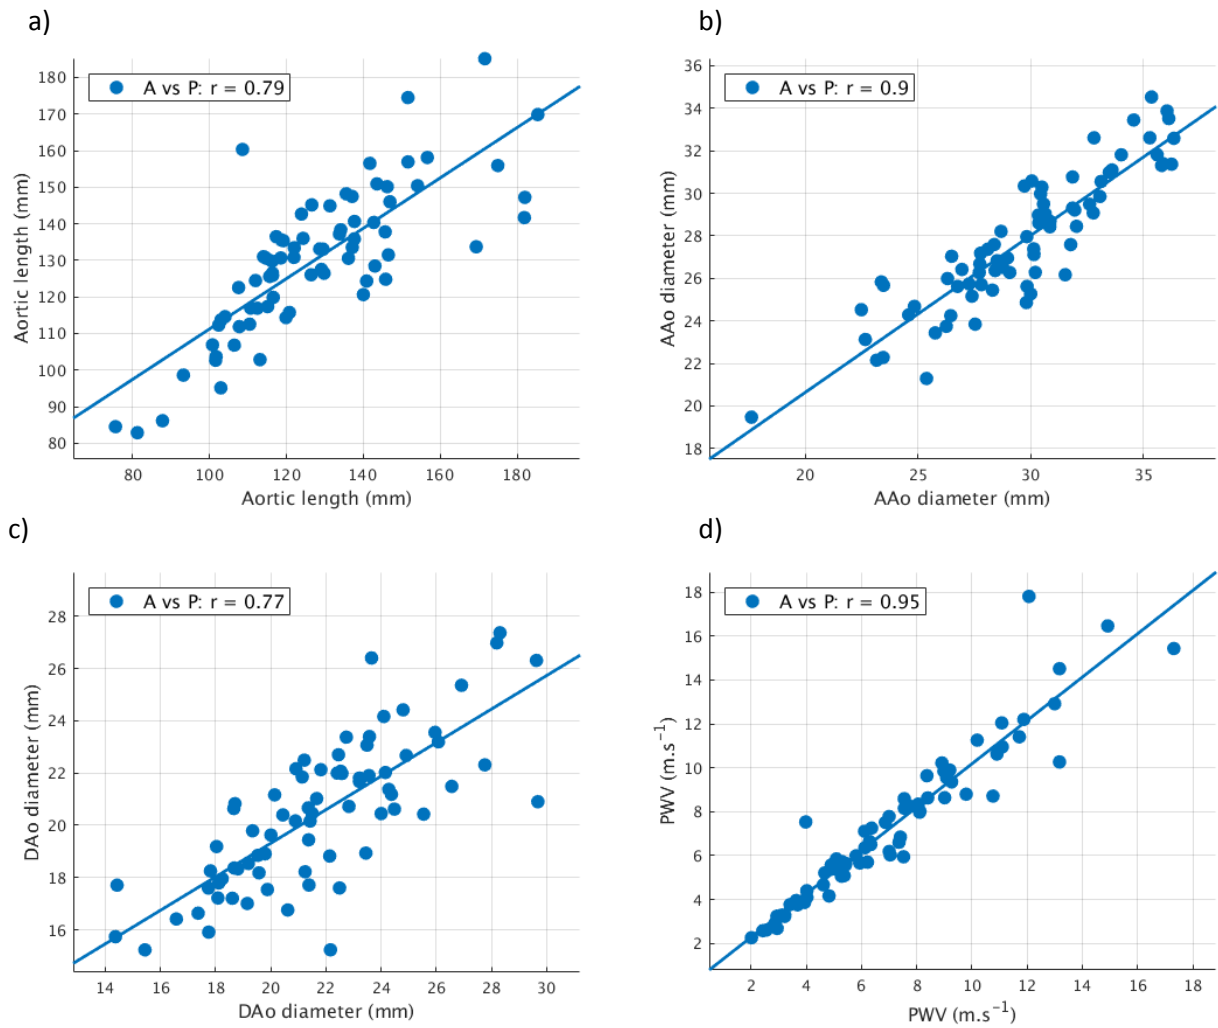 a)
A vs P: r = 0.79
Aortic length (mm)
180
170
160
150
140
130
120
110
100
90
80
80 100 120 140 160 180
Aortic length (mm)
b)
A vs P: r = 0.9
AAo diameter (mm)
36
34
32
30
28
26
24
22
20
18
20 25 30 35
AAo diameter (mm)
c)
A vs P: r = 0.77
DAo diameter (mm)
28
26
24
22
20
18
16
14 16 18 20 22 24 26 28 30
DAo diameter (mm)
d)
A vs P: r = 0.95
PWV (m.s⁻¹)
18
16
14
12
10
8
6
4
2
2 4 6 8 10 12 14 16 18
PWV (m.s⁻¹)